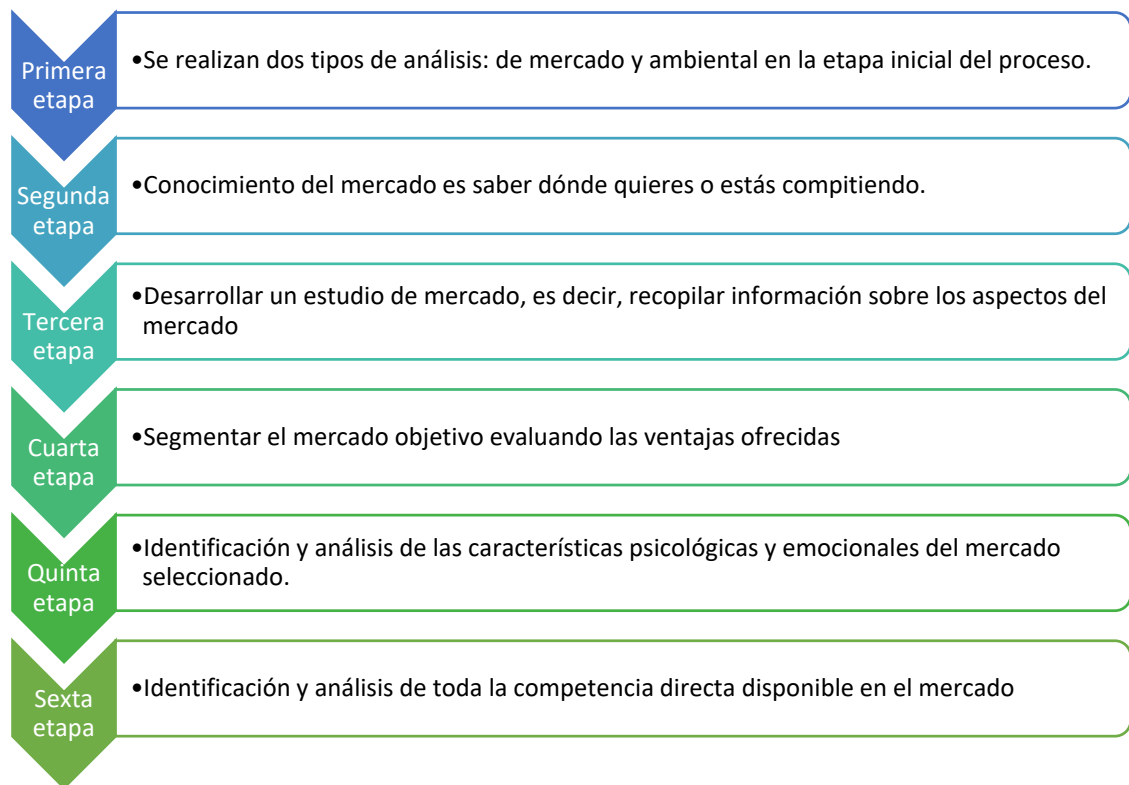 Primera
etapa
•Se realizan dos tipos de análisis: de mercado y ambiental en la etapa inicial del proceso.
Segunda
etapa
•Conocimiento del mercado es saber dónde quieres o estás compitiendo.
Tercera
etapa
•Desarrollar un estudio de mercado, es decir, recopilar información sobre los aspectos del
mercado
Cuarta
etapa
•Segmentar el mercado objetivo evaluando las ventajas ofrecidas
Quinta
etapa
•Identificación y análisis de las características psicológicas y emocionales del mercado
seleccionado.
Sexta
etapa
•Identificación y análisis de toda la competencia directa disponible en el mercado